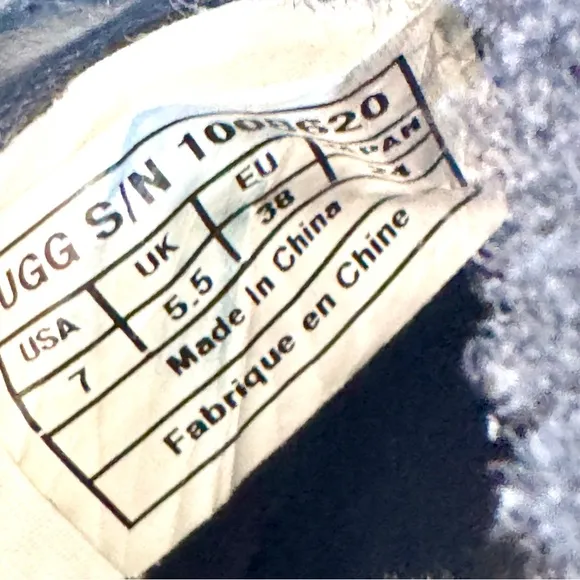 UGG S/N
USA UK EU
7 5.5 38
Made In China
Fabrique en Chine